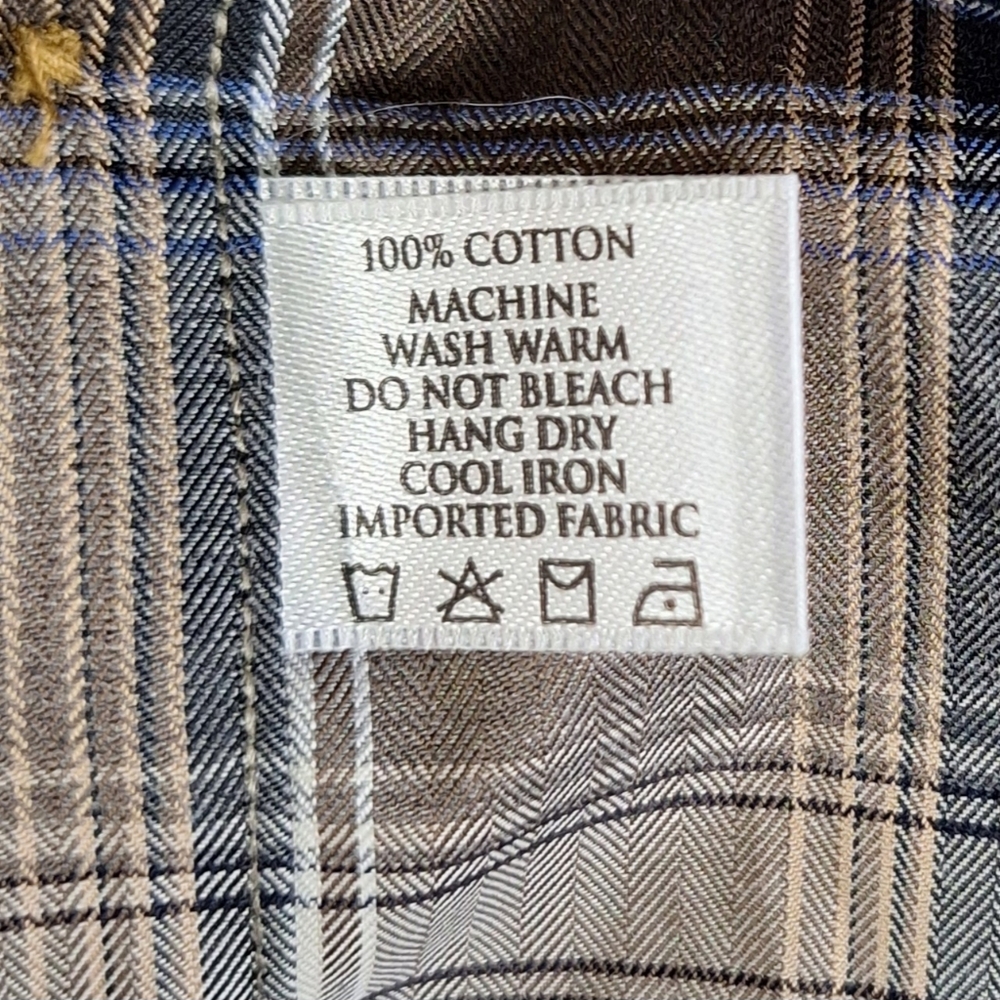 100% COTTON
MACHINE
WASH WARM
DO NOT BLEACH
HANG DRY
COOL IRON
IMPORTED FABRIC